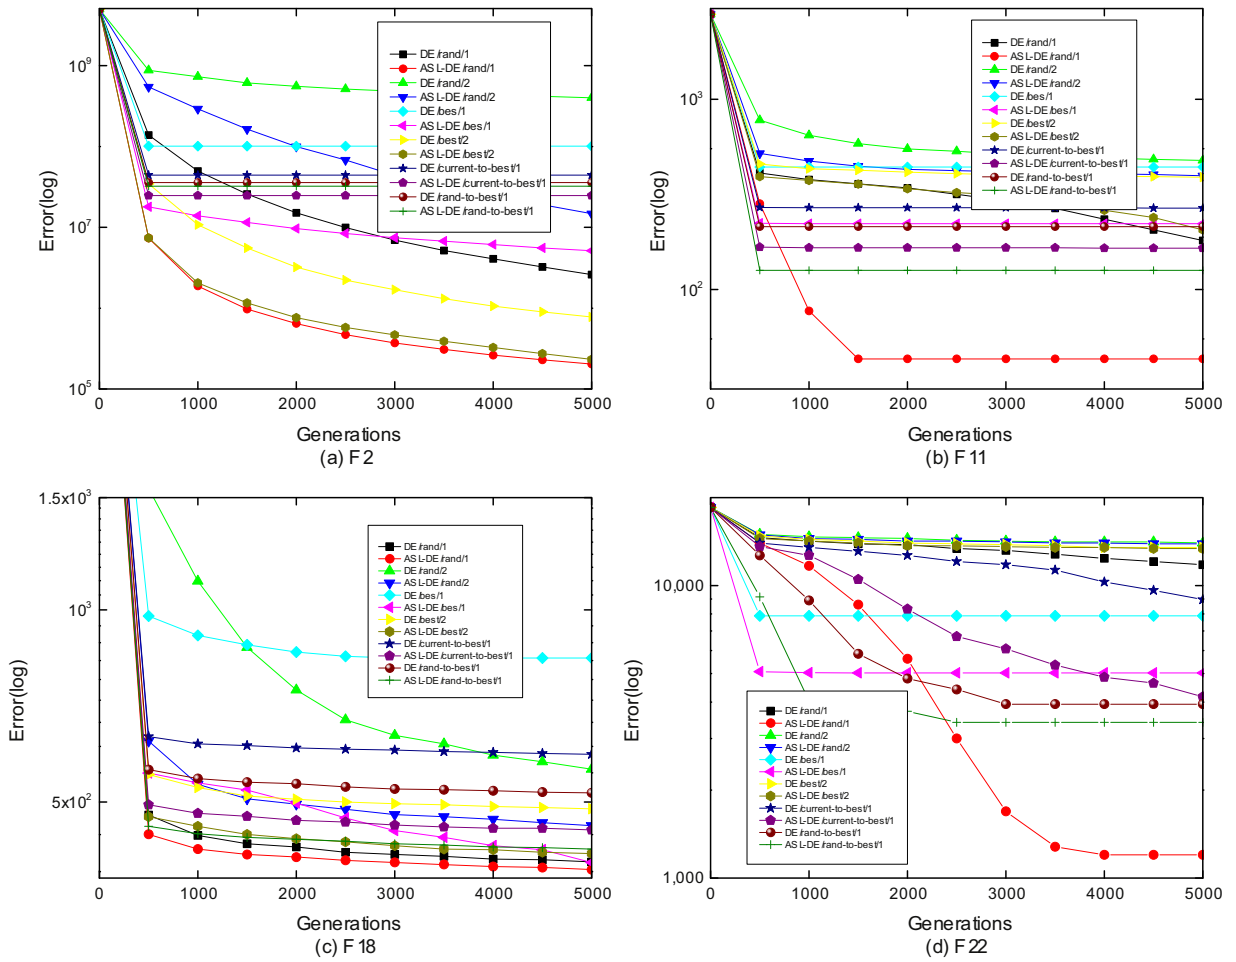 10^9
10^7
10^5
Error(log)
DE/rand/1
ASL-DE/rand/1
DE/rand/2
ASL-DE/rand/2
DE/bes/1
ASL-DE/bes/1
DE/best/2
ASL-DE/best/2
DE/current-to-best/1
ASL-DE/current-to-best/1
DE/rand-to-best/1
ASL-DE/rand-to-best/1
0 1000 2000 3000 4000 5000
Generations
(a) F2
10^3
10^2
Error(log)
DE/rand/1
ASL-DE/rand/1
DE/rand/2
ASL-DE/rand/2
DE/bes/1
ASL-DE/bes/1
DE/best/2
ASL-DE/best/2
DE/current-to-best/1
ASL-DE/current-to-best/1
DE/rand-to-best/1
ASL-DE/rand-to-best/1
0 1000 2000 3000 4000 5000
Generations
(b) F11
1.5x10^3
10^3
5x10^2
Error(log)
DE/rand/1
ASL-DE/rand/1
DE/rand/2
ASL-DE/rand/2
DE/bes/1
ASL-DE/bes/1
DE/best/2
ASL-DE/best/2
DE/current-to-best/1
ASL-DE/current-to-best/1
DE/rand-to-best/1
ASL-DE/rand-to-best/1
0 1000 2000 3000 4000 5000
Generations
(c) F18
10,000
1,000
Error(log)
DE/rand/1
ASL-DE/rand/1
DE/rand/2
ASL-DE/rand/2
DE/bes/1
ASL-DE/bes/1
DE/best/2
ASL-DE/best/2
DE/current-to-best/1
ASL-DE/current-to-best/1
DE/rand-to-best/1
ASL-DE/rand-to-best/1
0 1000 2000 3000 4000 5000
Generations
(d) F22